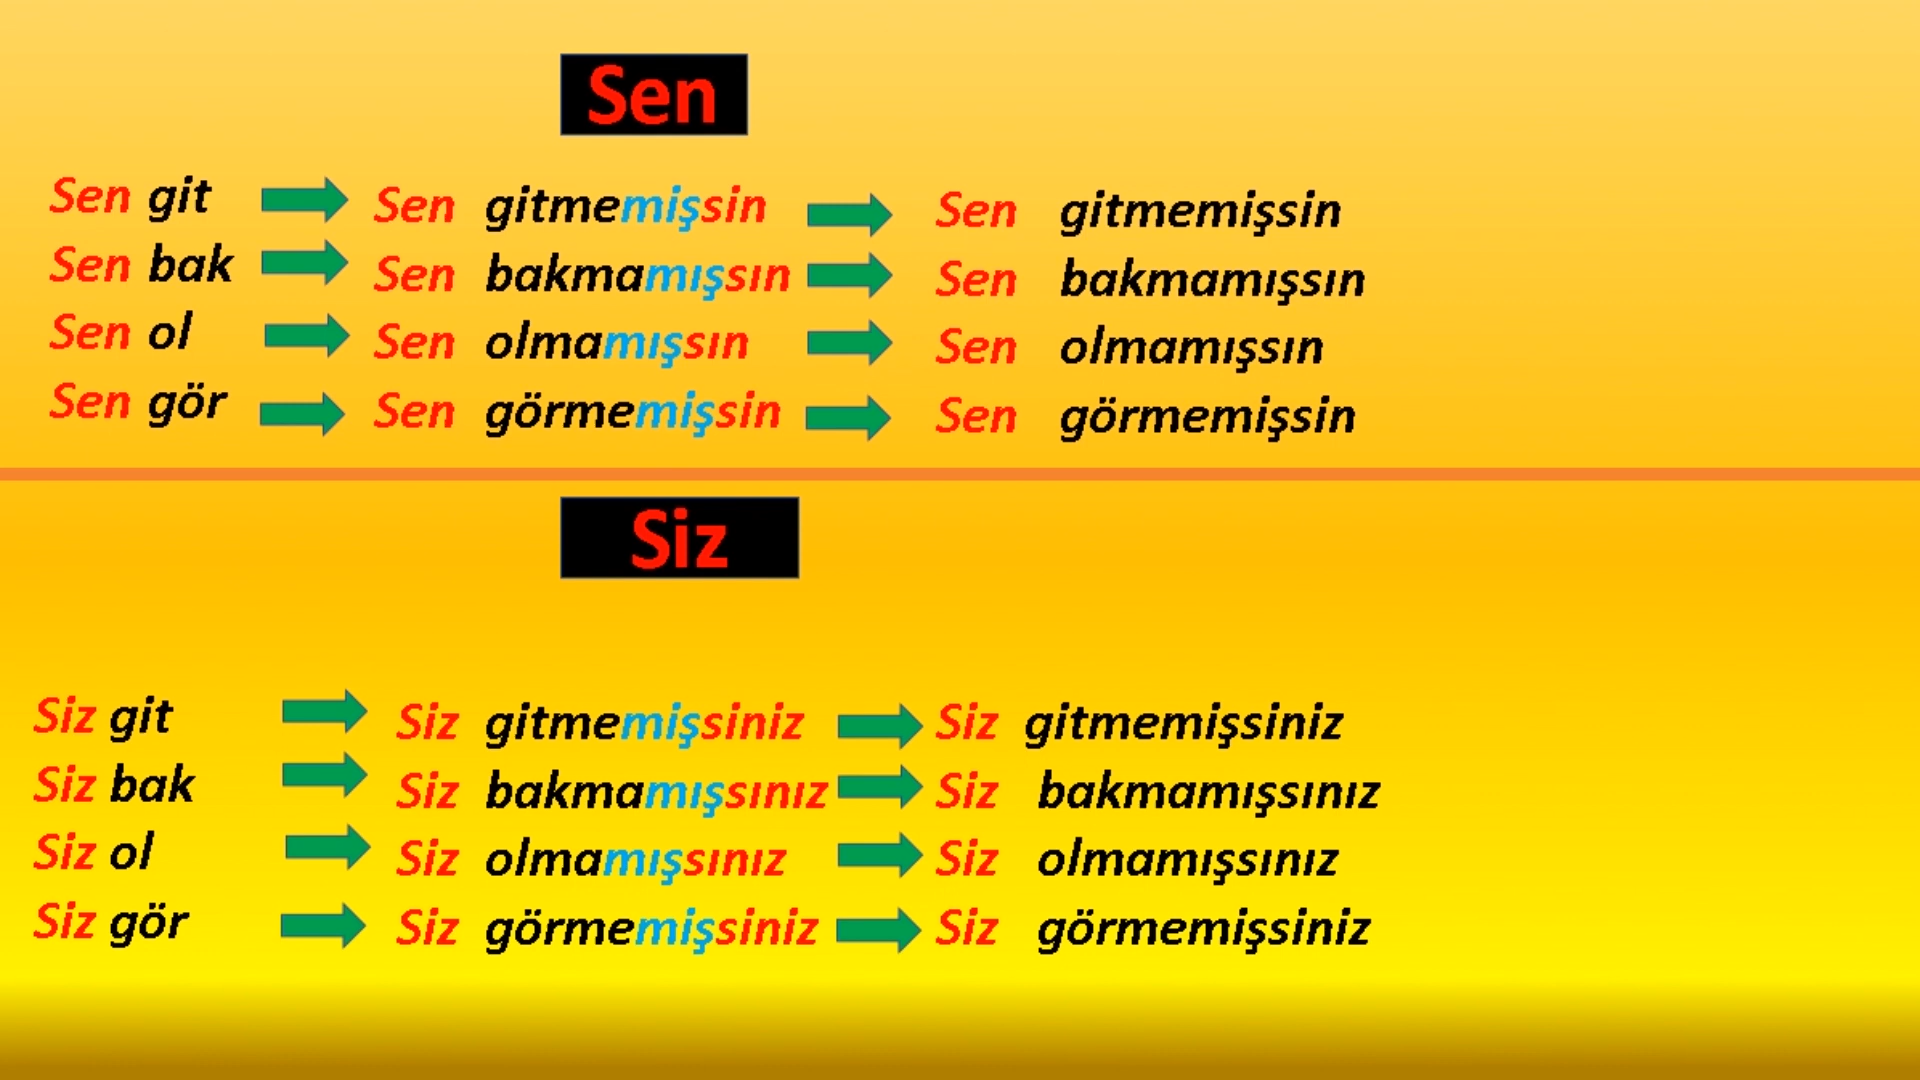 Sen
Sen git Sen gitmemişsin Sen gitmemişsin
Sen bak Sen bakmamışsın Sen bakmamışsın
Sen ol Sen olmamışsın Sen olmamışsın
Sen gör Sen görmemişsin Sen görmemişsin
Siz
Siz git Siz gitmemişsiniz Siz gitmemişsiniz
Siz bak Siz bakmamışsınız Siz bakmamışsınız
Siz ol Siz olmamışsınız Siz olmamışsınız
Siz gör Siz görmemişsiniz Siz görmemişsiniz